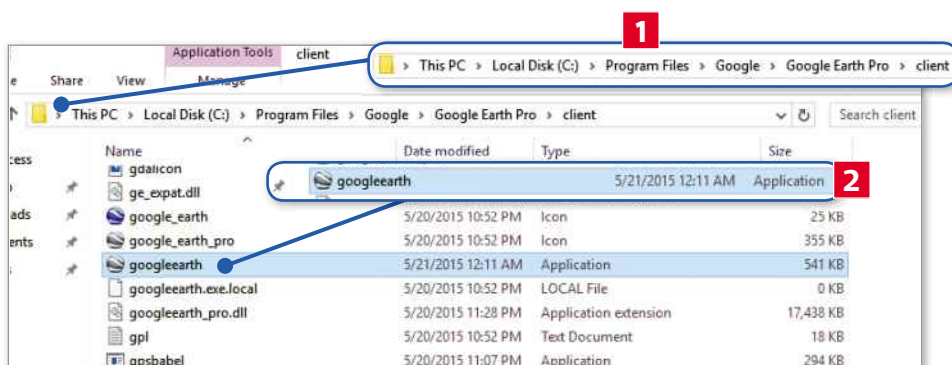 1
Application Tools client
This PC > Local Disk (C:) > Program Files > Google > Google Earth Pro > client
e Share View Manage
This PC > Local Disk (C:) > Program Files > Google > Google Earth Pro > client Search client
Name Date modified Type Size
cess gdalicon
googleearth 5/21/2015 12:11 AM Application 2
ge_expat.dll
ads google_earth 5/20/2015 10:52 PM Icon 25 KB
ents google_earth_pro 5/20/2015 10:52 PM Icon 355 KB
googleearth 5/21/2015 12:11 AM Application 541 KB
googleearth.exe.local 5/20/2015 10:52 PM LOCAL File 0 KB
googleearth_pro.dll 5/20/2015 11:28 PM Application extension 17,438 KB
gpl 5/20/2015 10:52 PM Text Document 18 KB
gpsbabel 5/20/2015 11:07 PM Application 294 KB